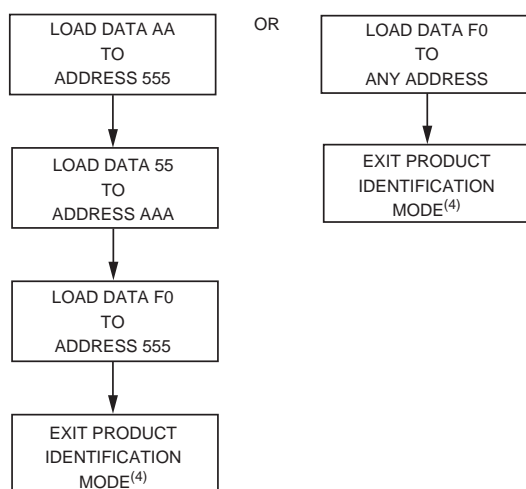 LOAD DATA AA
TO
ADDRESS 555
LOAD DATA 55
TO
ADDRESS AAA
LOAD DATA F0
TO
ADDRESS 555
EXIT PRODUCT
IDENTIFICATION
MODE(4)
OR
LOAD DATA F0
TO
ANY ADDRESS
EXIT PRODUCT
IDENTIFICATION
MODE(4)